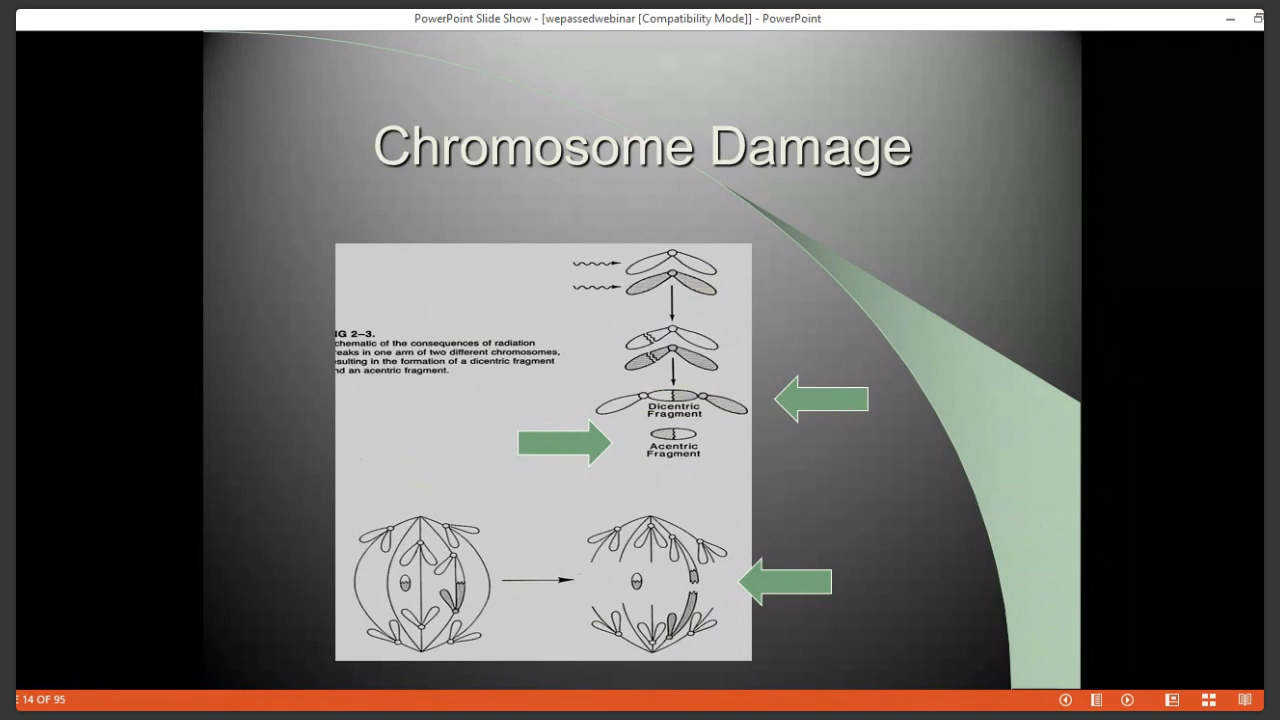 PowerPoint Slide Show - [wepassedwebinar [Compatibility Mode]] - PowerPoint
Chromosome Damage
IG 2–3.
chematic of the consequences of radiation
reaks in one arm of two different chromosomes,
esulting in the formation of a dicentric fragment
nd an acentric fragment.
Dicentric
Fragment
Acentric
Fragment
E 14 OF 95